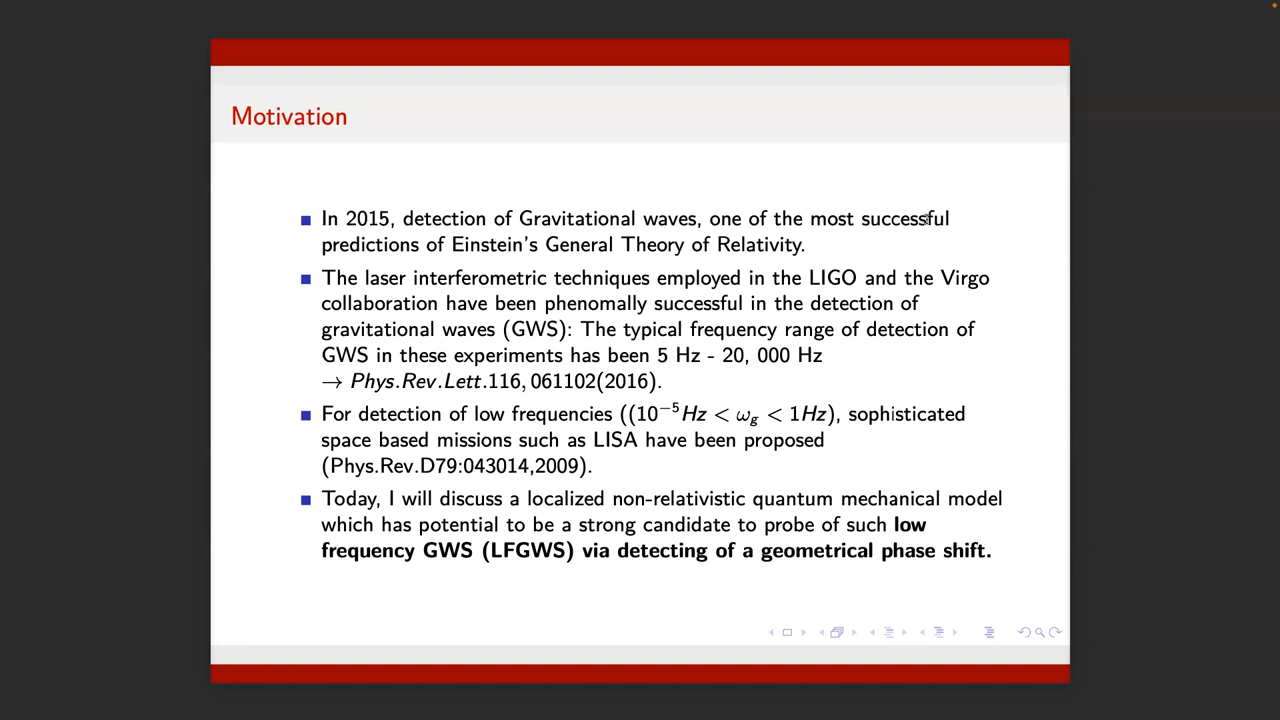 Motivation
In 2015, detection of Gravitational waves, one of the most successful
predictions of Einstein's General Theory of Relativity.
The laser interferometric techniques employed in the LIGO and the Virgo
collaboration have been phenomally successful in the detection of
gravitational waves (GWS): The typical frequency range of detection of
GWS in these experiments has been 5 Hz - 20, 000 Hz
→ Phys.Rev.Lett.116, 061102(2016).
For detection of low frequencies ((10⁻⁵Hz < ω_g < 1Hz), sophisticated
space based missions such as LISA have been proposed
(Phys.Rev.D79:043014,2009).
Today, I will discuss a localized non-relativistic quantum mechanical model
which has potential to be a strong candidate to probe of such low
frequency GWS (LFGWS) via detecting of a geometrical phase shift.